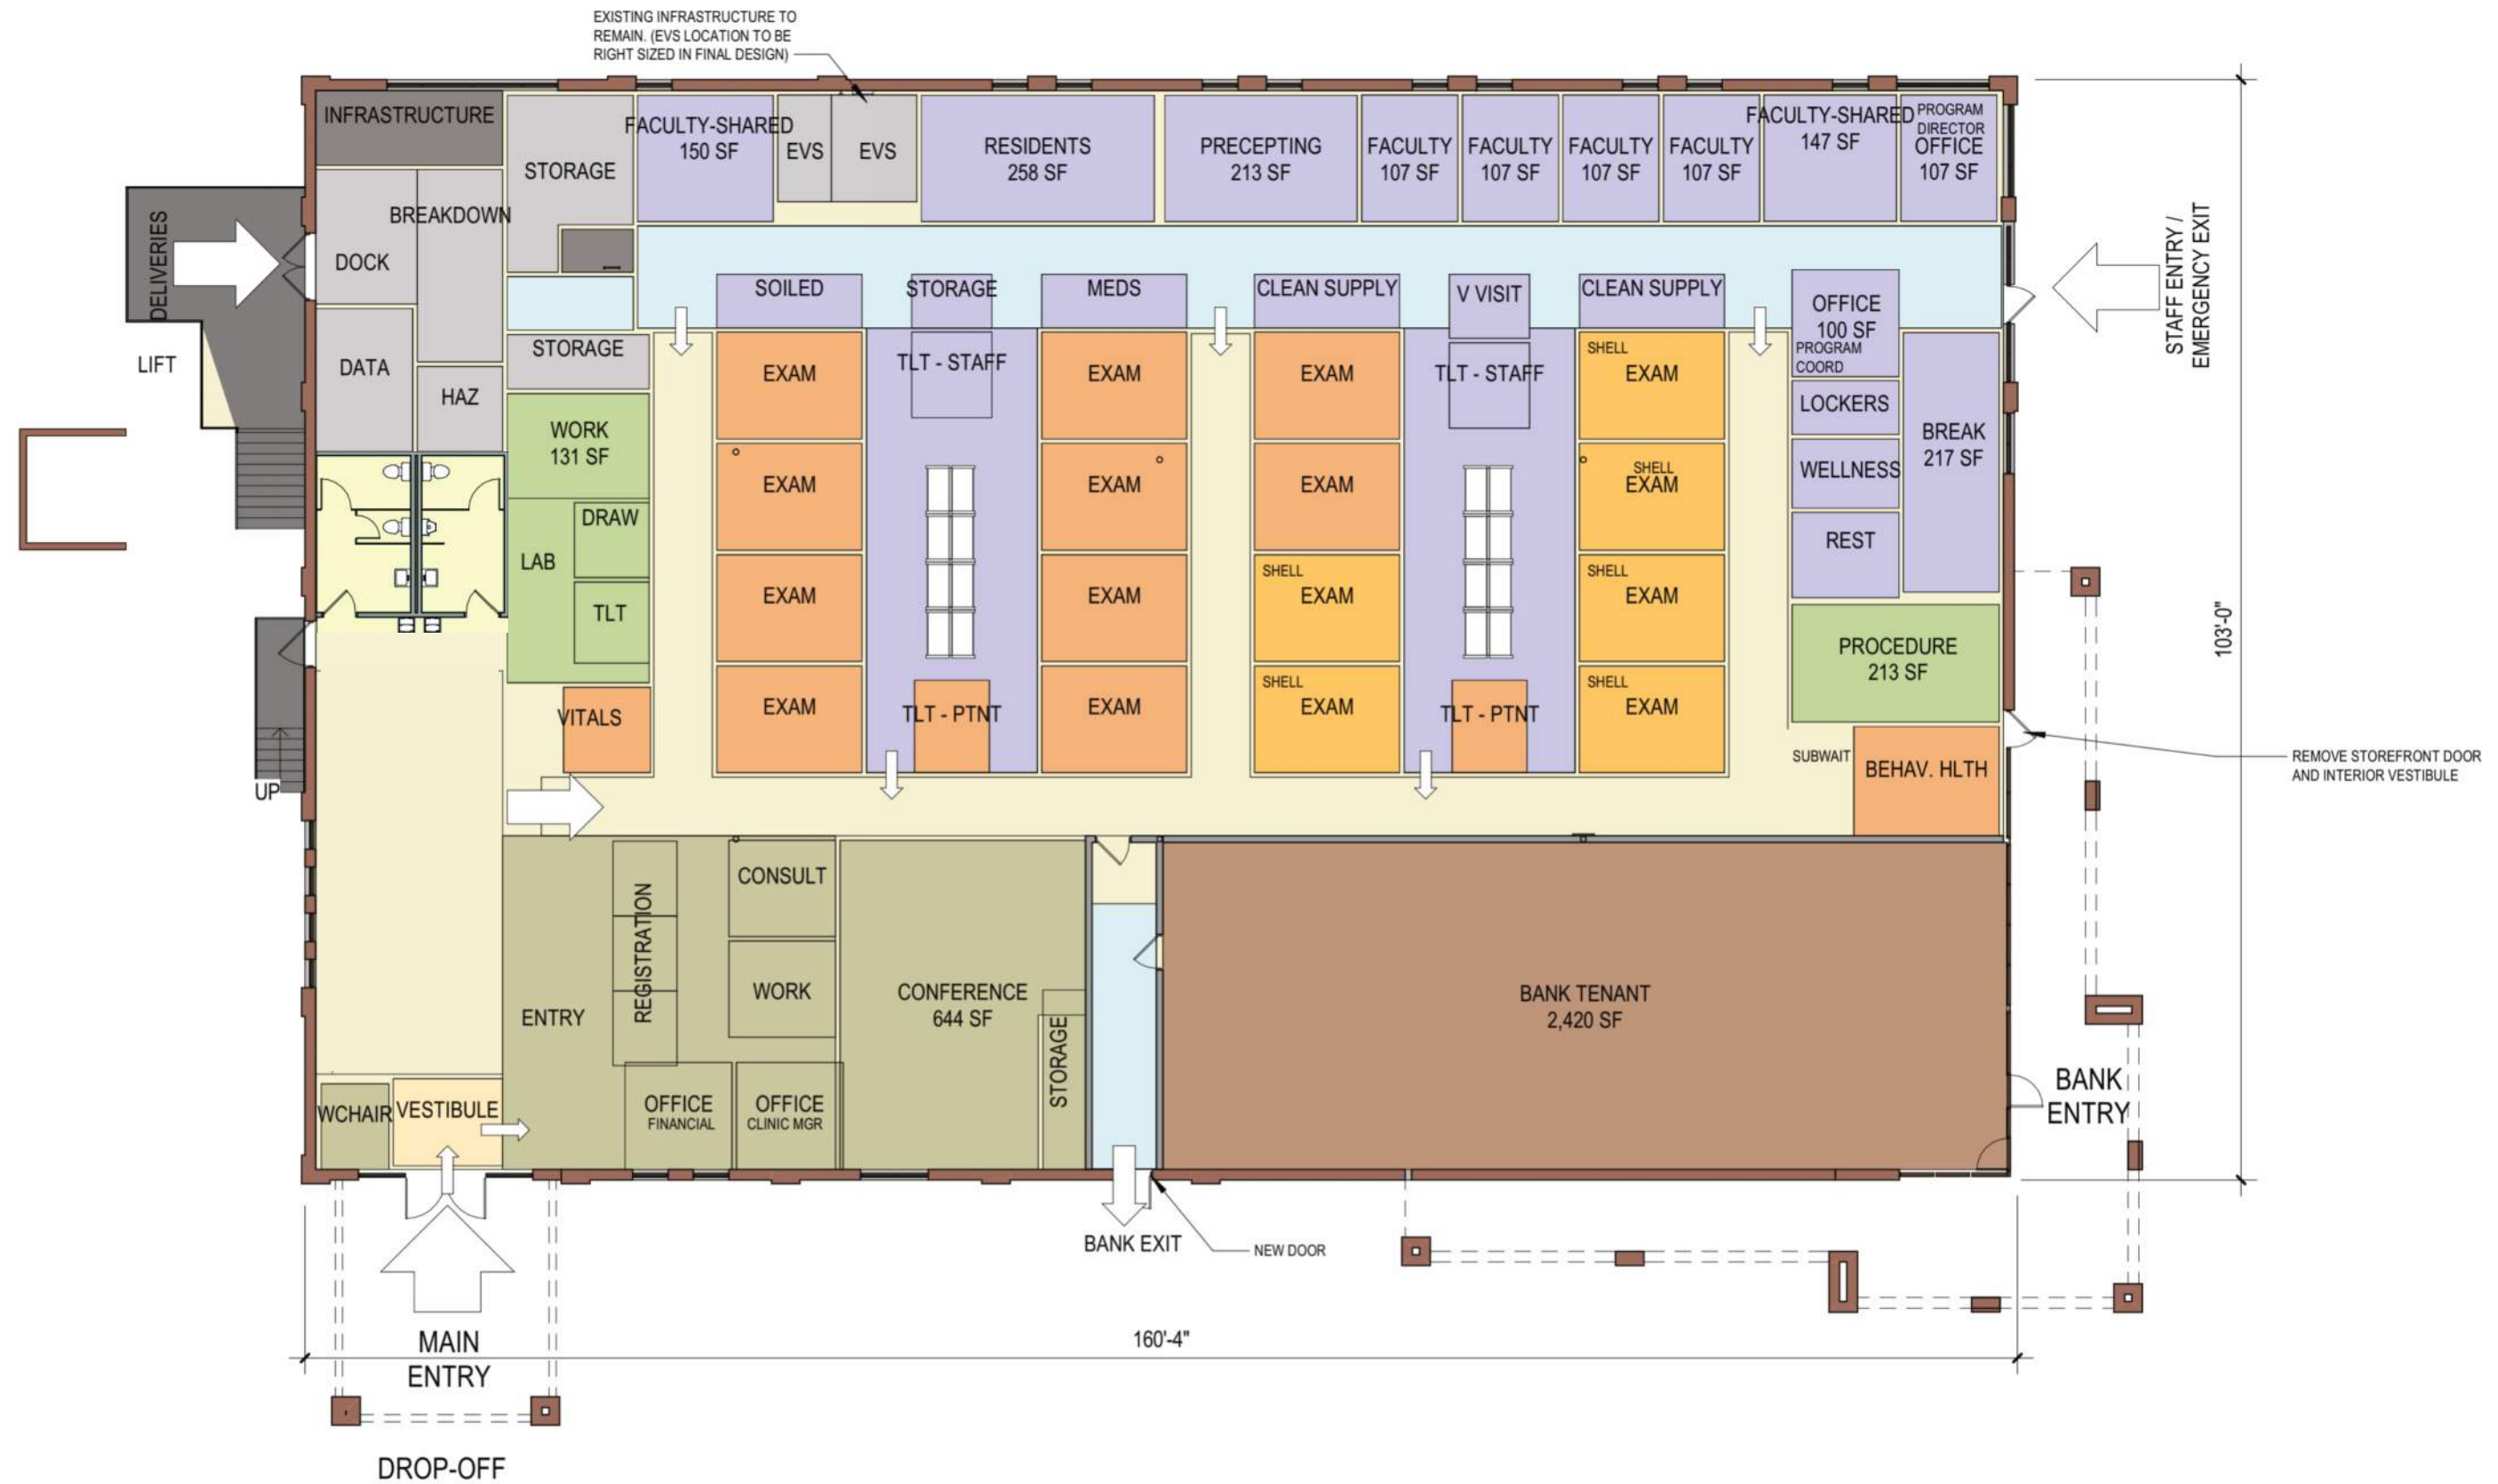 EXISTING INFRASTRUCTURE TO
REMAIN. (EVS LOCATION TO BE
RIGHT SIZED IN FINAL DESIGN)
INFRASTRUCTURE
STORAGE
FACULTY-SHARED
150 SF
EVS
EVS
RESIDENTS
258 SF
PRECEPTING
213 SF
FACULTY
107 SF
FACULTY
107 SF
FACULTY
107 SF
FACULTY
107 SF
FACULTY-SHARED
147 SF
PROGRAM
DIRECTOR
OFFICE
107 SF
DELIVERIES
DOCK
BREAKDOWN
STAFF ENTRY /
EMERGENCY EXIT
SOILED
STORAGE
MEDS
CLEAN SUPPLY
V VISIT
CLEAN SUPPLY
OFFICE
100 SF
PROGRAM
COORD
LIFT
DATA
HAZ
STORAGE
EXAM
TLT - STAFF
EXAM
EXAM
TLT - STAFF
SHELL
EXAM
LOCKERS
BREAK
217 SF
WORK
131 SF
EXAM
EXAM
EXAM
SHELL
EXAM
WELLNESS
DRAW
LAB
TLT
EXAM
EXAM
SHELL
EXAM
SHELL
EXAM
REST
PROCEDURE
213 SF
103'-0"
VITALS
EXAM
TLT - PTNT
EXAM
SHELL
EXAM
TLT - PTNT
SHELL
EXAM
SUBWAIT
BEHAV. HLTH
REMOVE STOREFRONT DOOR
AND INTERIOR VESTIBULE
UP
REGISTRATION
CONSULT
ENTRY
WORK
CONFERENCE
644 SF
STORAGE
BANK TENANT
2,420 SF
WCHAIR
VESTIBULE
OFFICE
FINANCIAL
OFFICE
CLINIC MGR
BANK
ENTRY
BANK EXIT
NEW DOOR
MAIN
ENTRY
160'-4"
DROP-OFF